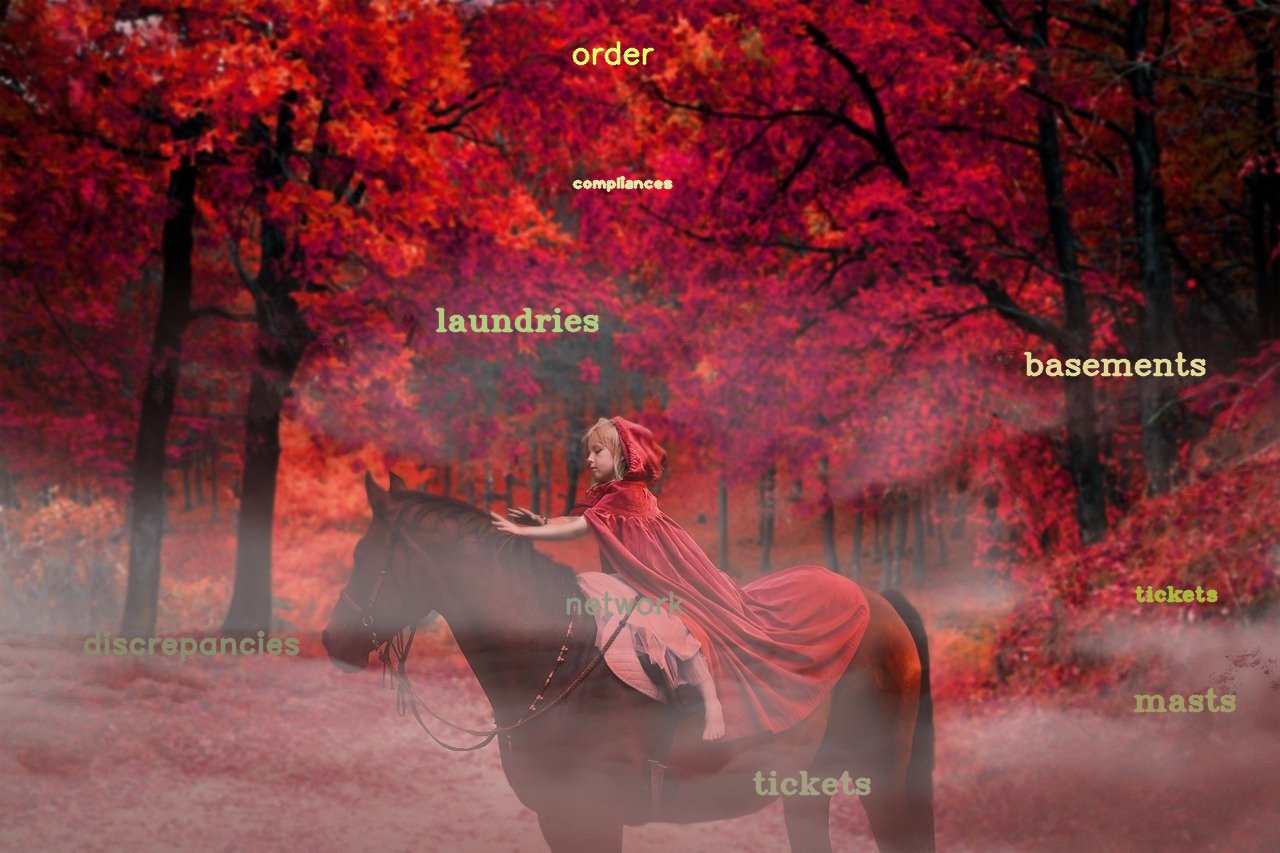 order
compliances
laundries
basements
tickets
network
discrepancies
masts
tickets